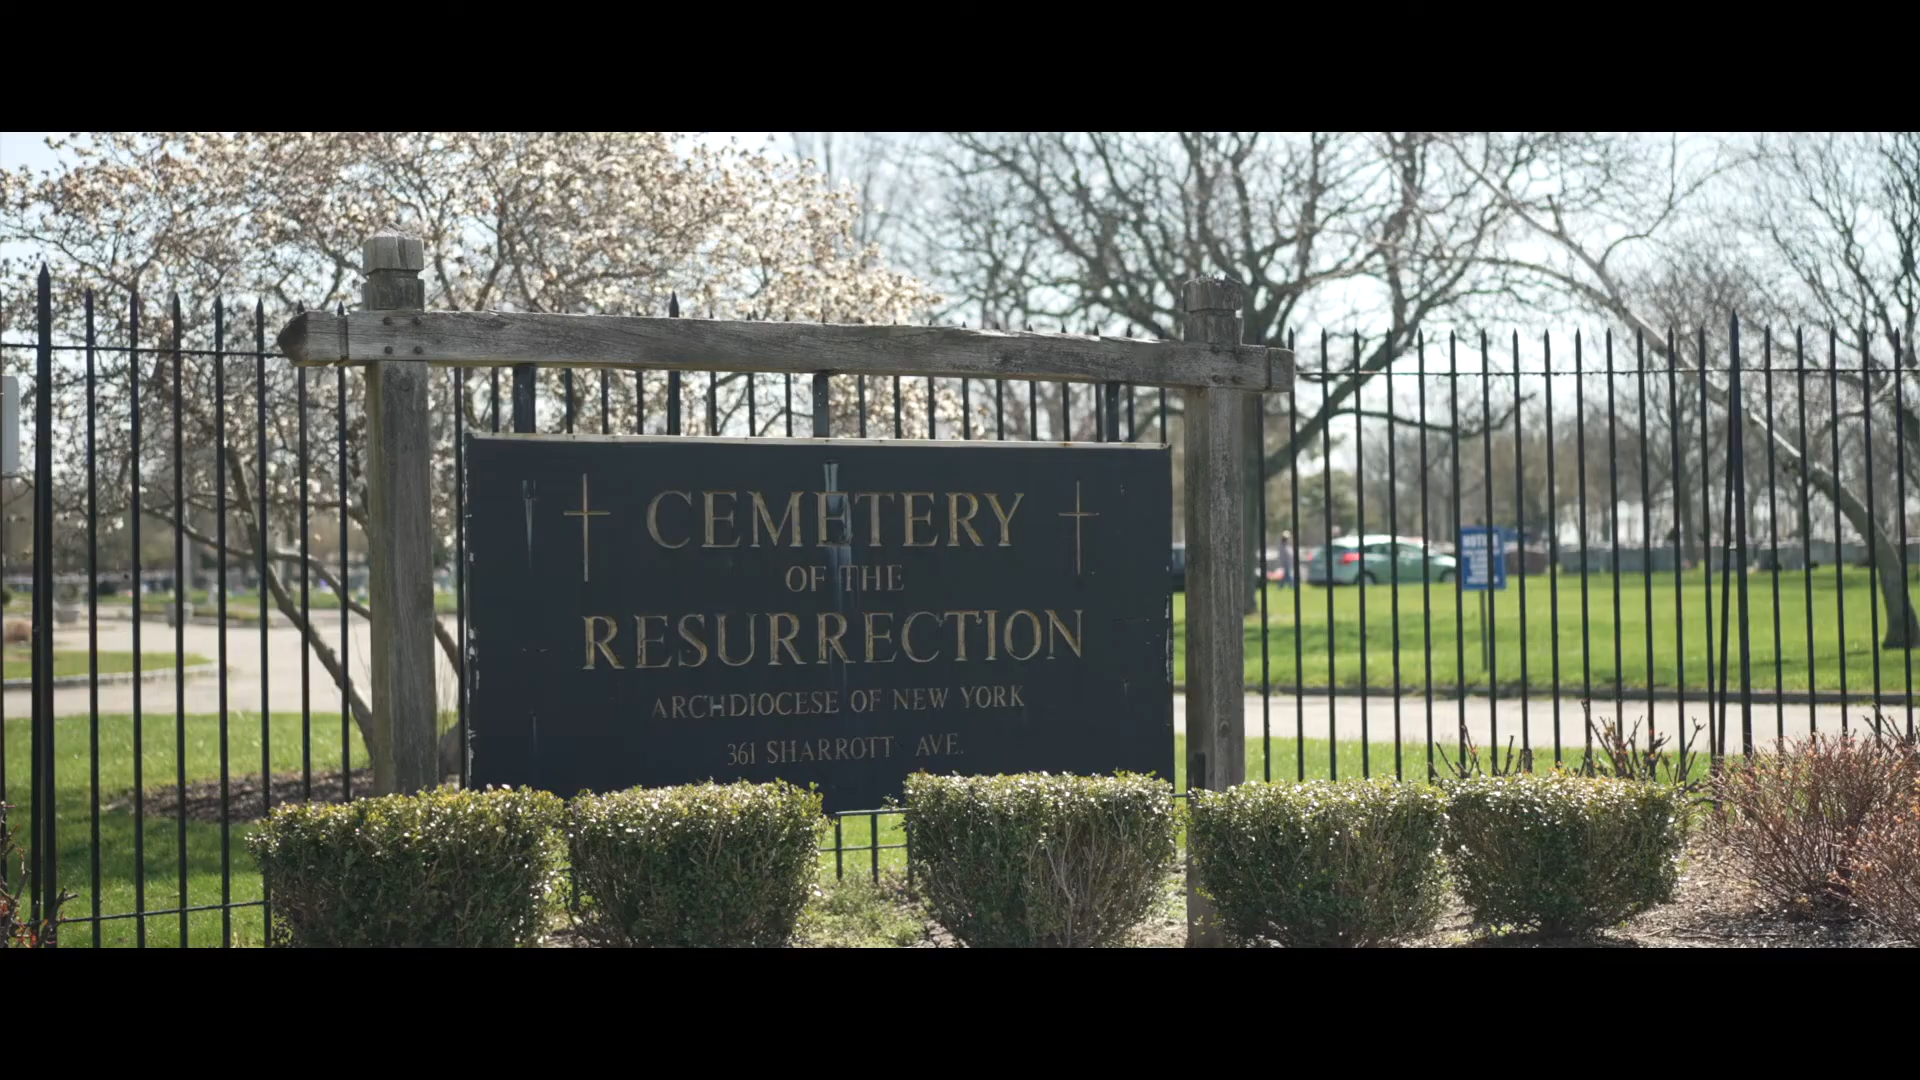 CEMETERY
OF THE
RESURRECTION
ARCHDIOCESE OF NEW YORK
361 SHARROTT AVE.